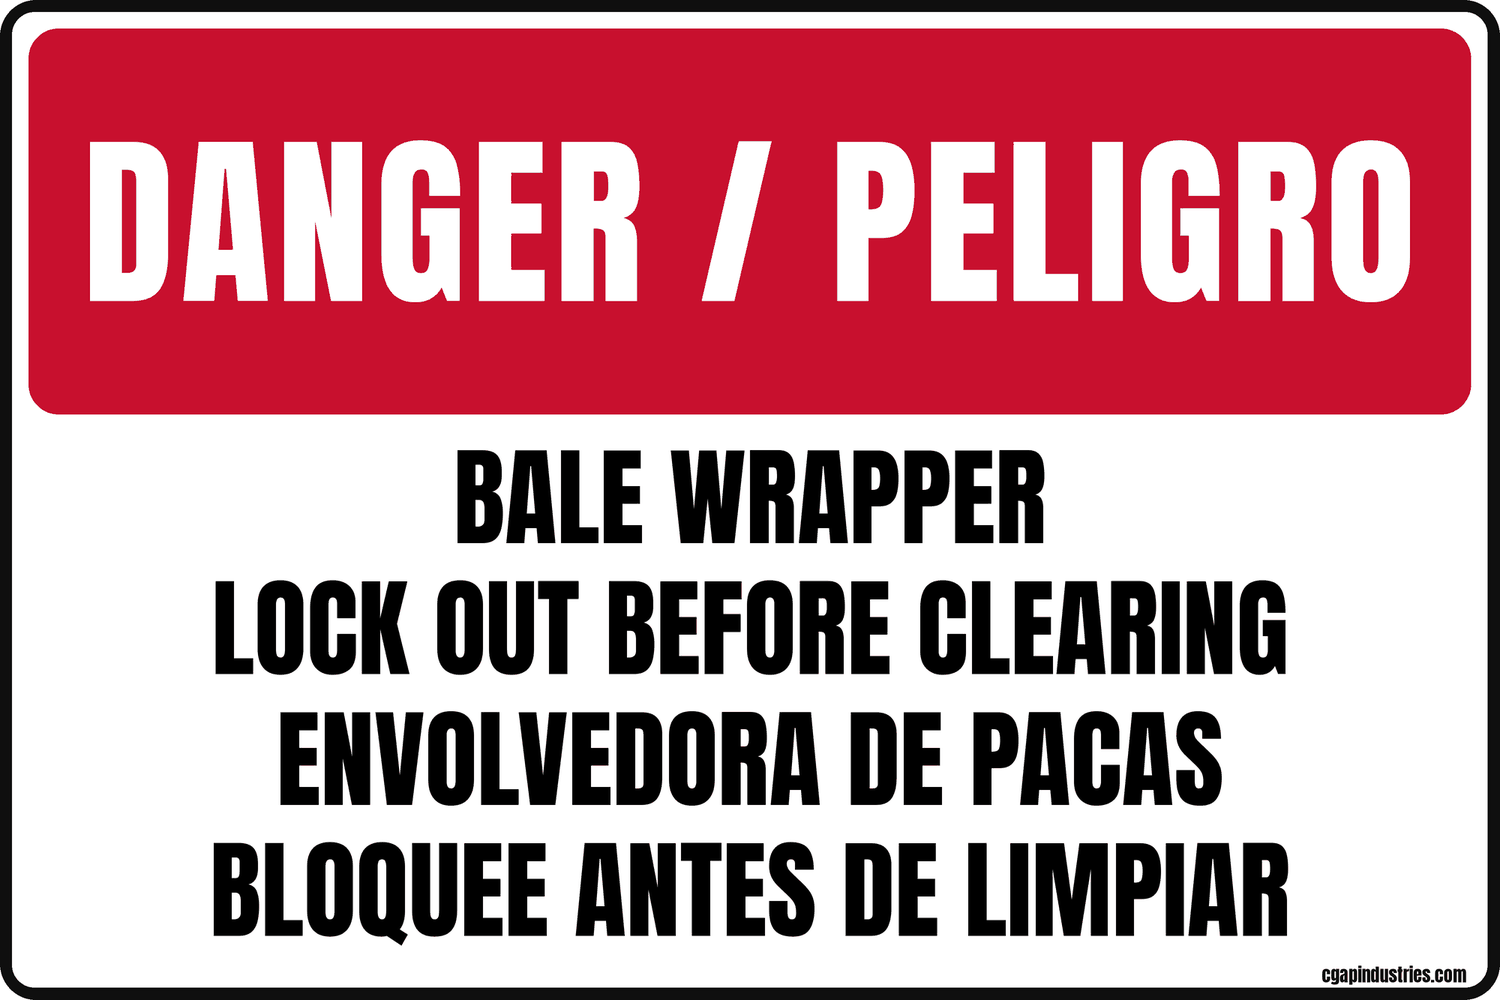 DANGER / PELIGRO
BALE WRAPPER
LOCK OUT BEFORE CLEARING
ENVOLVEDORA DE PACAS
BLOQUEE ANTES DE LIMPIAR
cgapindustries.com